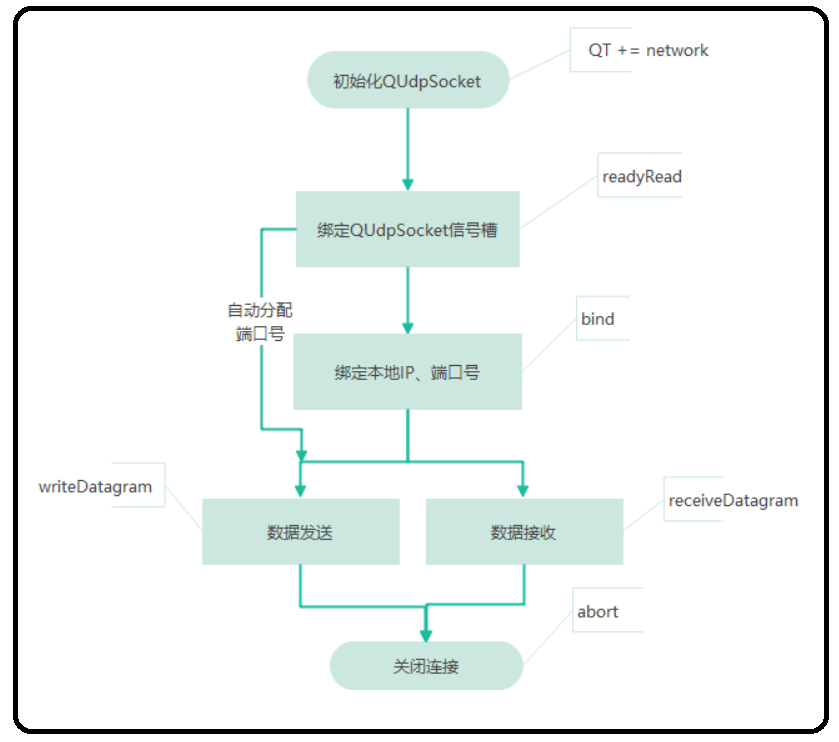 QT += network
初始化QUdpSocket
readyRead
绑定QUdpSocket信号槽
自动分配
端口号
bind
绑定本地IP、端口号
writeDatagram
receiveDatagram
数据发送
数据接收
abort
关闭连接